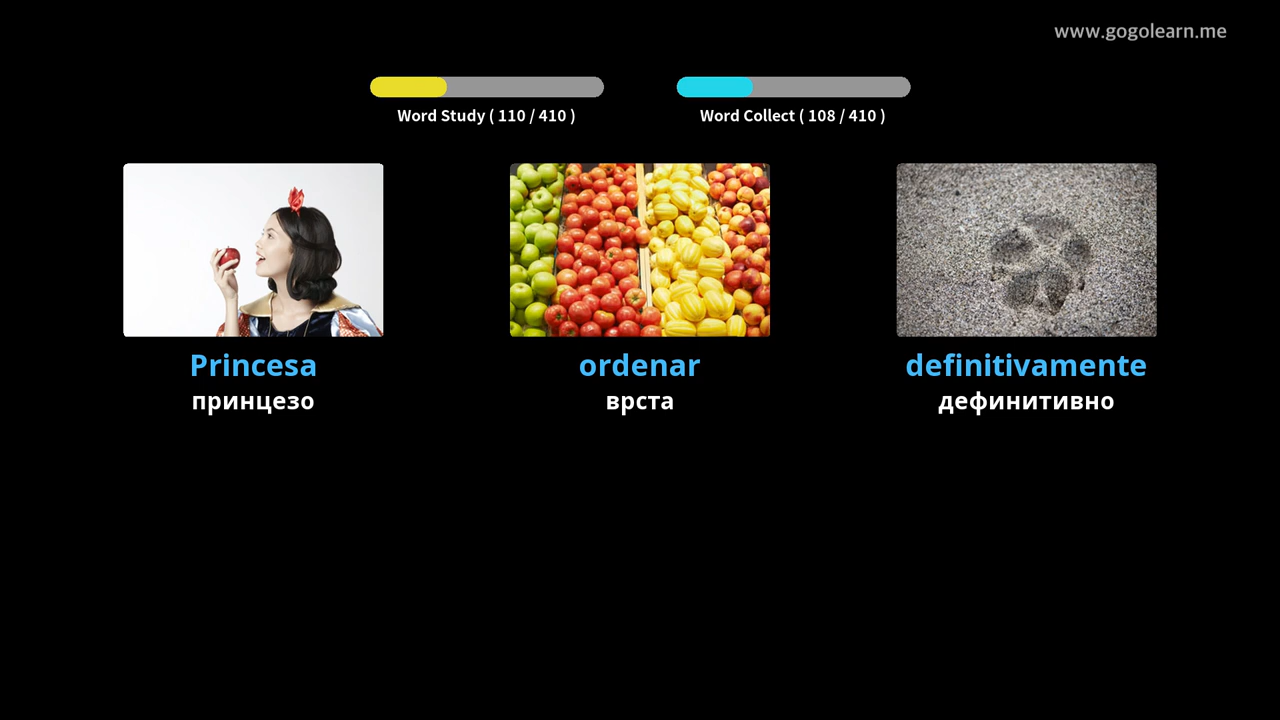 www.gogolearn.me
Word Study ( 110 / 410 )
Word Collect ( 108 / 410 )
Princesa
принцезо
ordenar
врста
definitivamente
дефинитивно